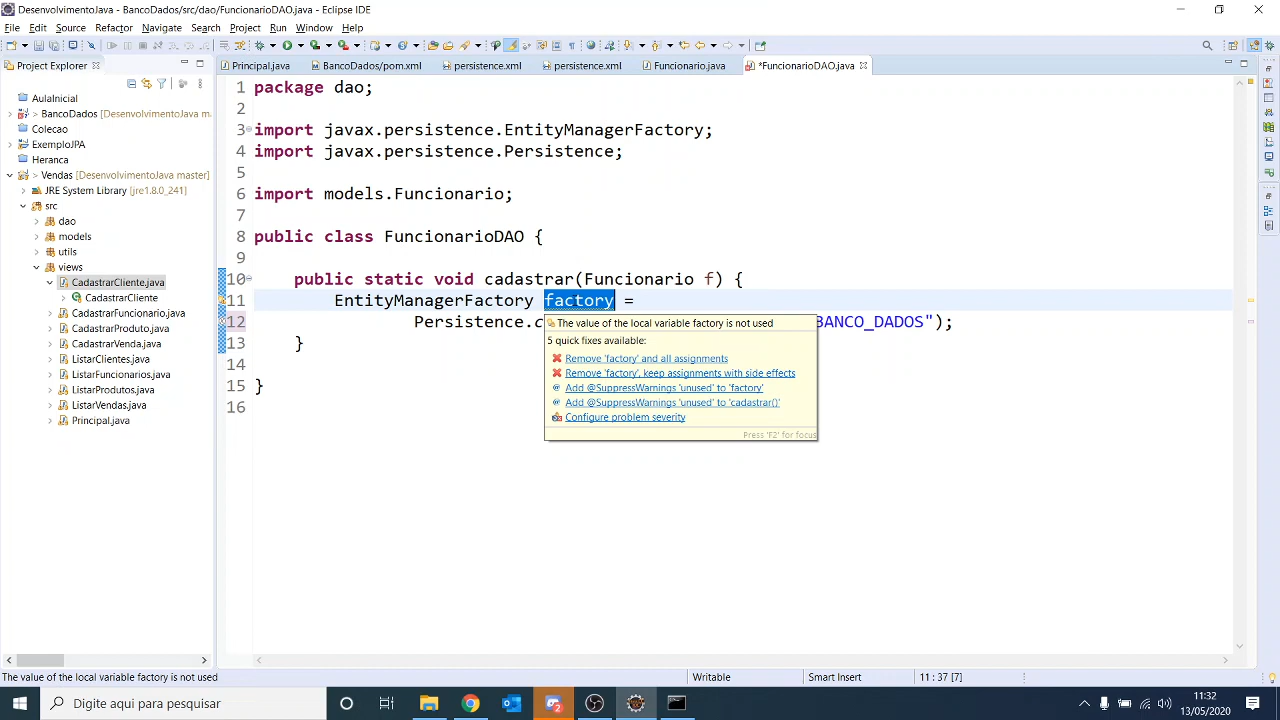 DesenvolvimentoJava - BancoDados/src/dao/FuncionarioDAO.java - Eclipse IDE
File Edit Source Refactor Navigate Search Project Run Window Help
Project Explorer
Principal.java
BancoDados/pom.xml
persistence.xml
persistence.xml
Funcionario.java
*FuncionarioDAO.java
AulaInicial
BancoDados [DesenvolvimentoJava m
Colecao
ExemploJPA
Heranca
Vendas [DesenvolvimentoJava master]
JRE System Library [jre1.8.0_241]
src
dao
models
utils
views
CadastrarCliente.java
CadastrarCliente
CadastrarFuncionario.java
CadastrarProduto.java
CadastrarVenda.java
ListarClientes.java
ListarFuncionarios.java
ListarProdutos.java
ListarVendas.java
Principal.java
1 package dao;
2
3 import javax.persistence.EntityManagerFactory;
4 import javax.persistence.Persistence;
5
6 import models.Funcionario;
7
8 public class FuncionarioDAO {
9
10 public static void cadastrar(Funcionario f) {
11 EntityManagerFactory factory =
12 Persistence.c BANCO_DADOS");
13 }
14
15 }
16
The value of the local variable factory is not used
5 quick fixes available:
Remove 'factory' and all assignments
Remove 'factory', keep assignments with side effects
Add @SuppressWarnings 'unused' to 'factory'
Add @SuppressWarnings 'unused' to 'cadastrar()'
Configure problem severity
Press 'F2' for focus
The value of the local variable factory is not used
Writable
Smart Insert
11 : 37 [7]
Digite aqui para pesquisar
11:32
13/05/2020